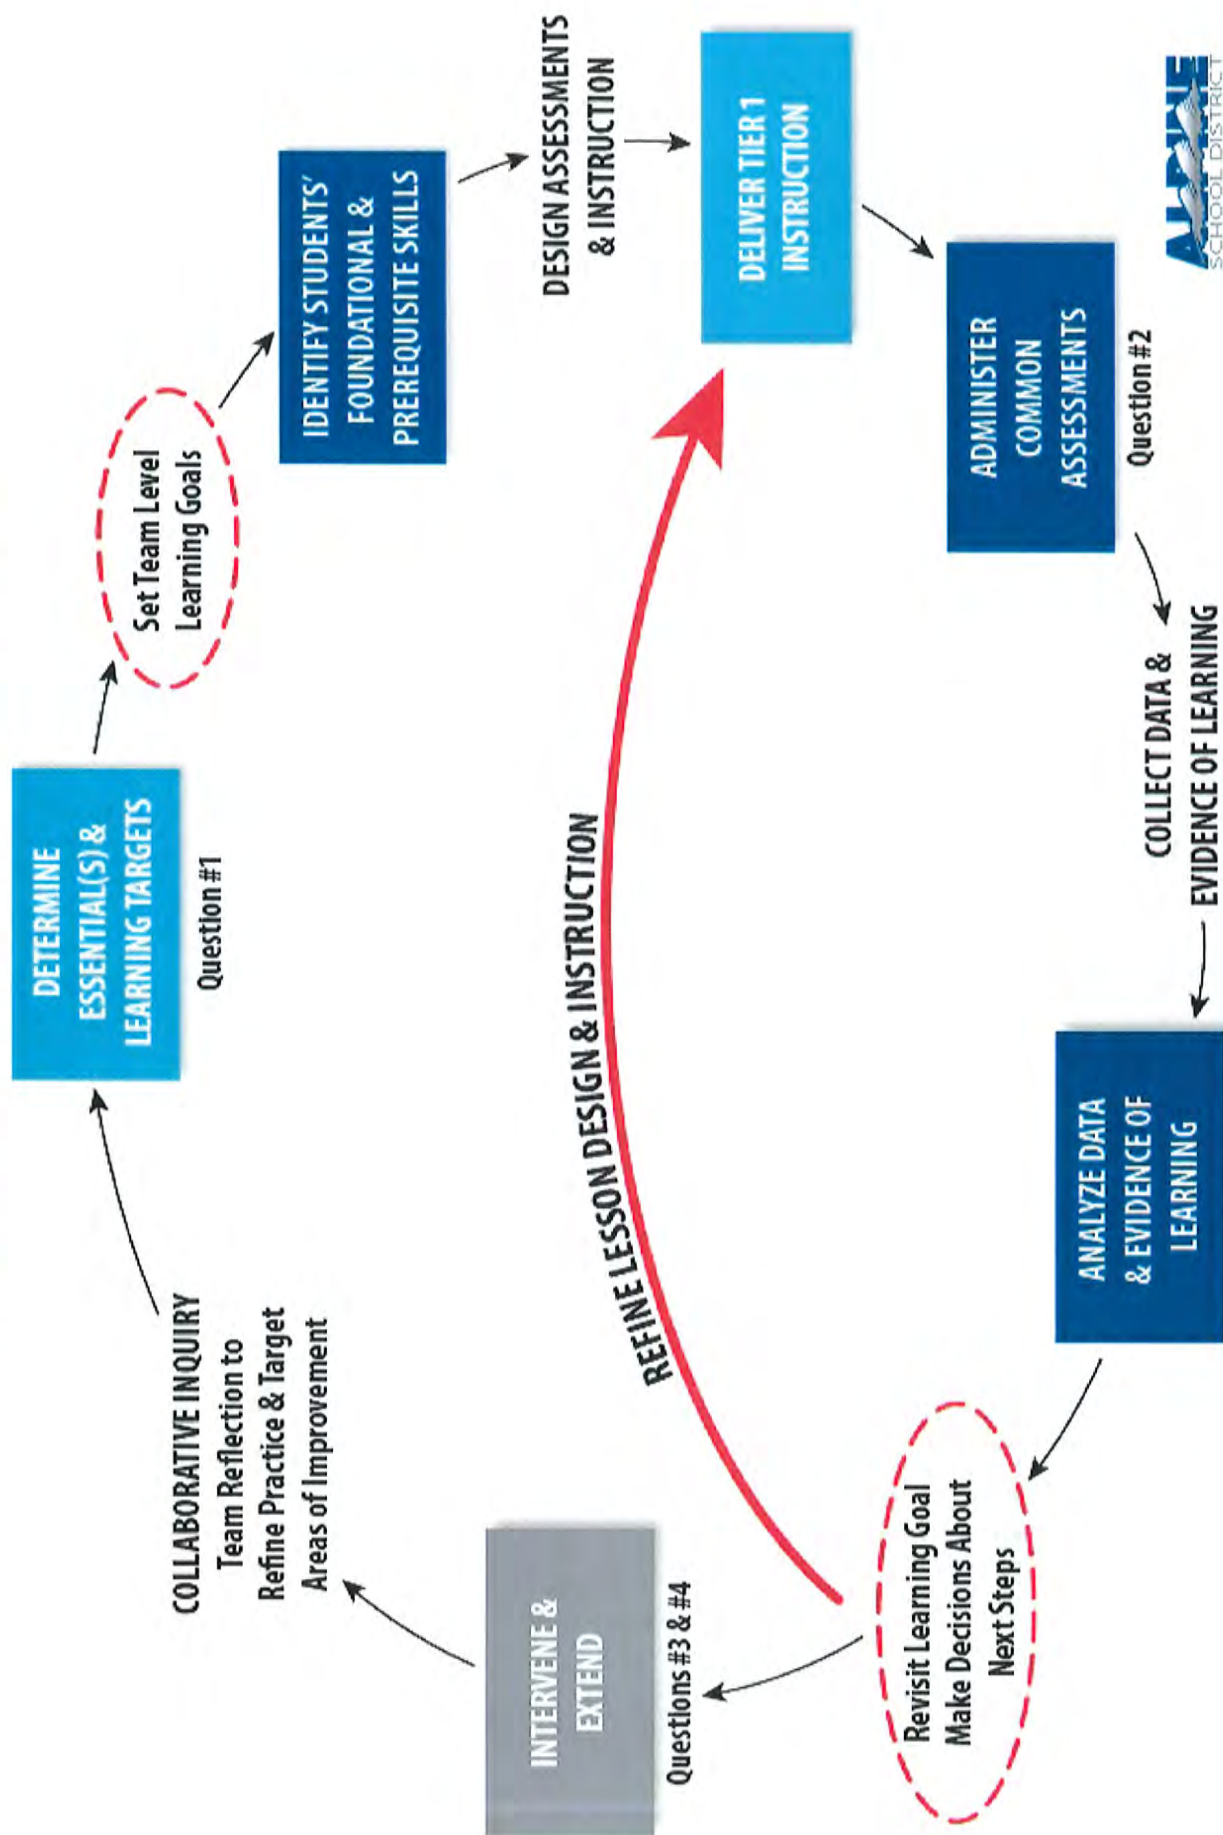 DETERMINE
ESSENTIAL(S) &
LEARNING TARGETS
Question #1
Set Team Level
Learning Goals
IDENTIFY STUDENTS'
FOUNDATIONAL &
PREREQUISITE SKILLS
DESIGN ASSESSMENTS
& INSTRUCTION
DELIVER TIER 1
INSTRUCTION
ADMINISTER
COMMON
ASSESSMENTS
Question #2
COLLECT DATA &
EVIDENCE OF LEARNING
ANALYZE DATA
& EVIDENCE OF
LEARNING
Revisit Learning Goal
Make Decisions About
Next Steps
REFINE LESSON DESIGN & INSTRUCTION
INTERVENE &
EXTEND
Questions #3 & #4
COLLABORATIVE INQUIRY
Team Reflection to
Refine Practice & Target
Areas of Improvement
ALPINE
SCHOOL DISTRICT